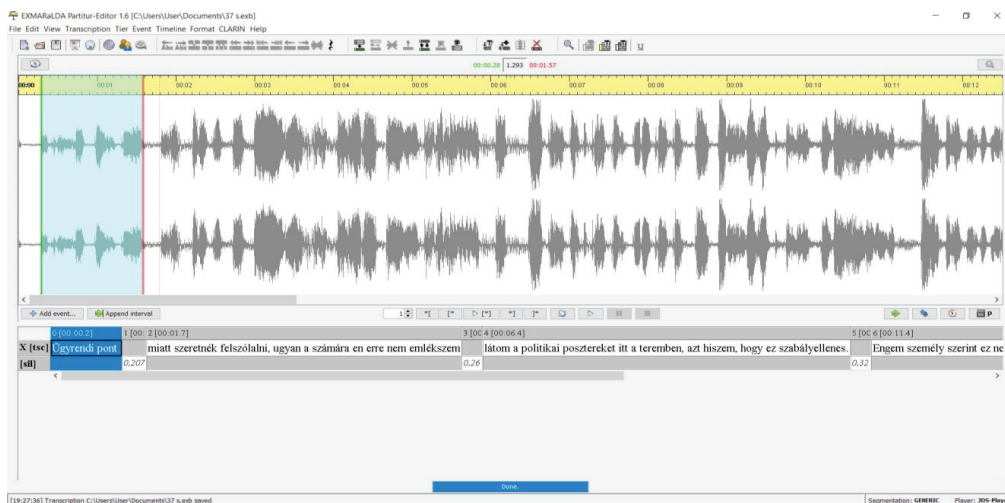 EXMARaLDA Partitur-Editor 1.6 [C:\Users\User\Documents\37 s.exb]
File Edit View Transcription Tier Event Timeline Format CLARIN Help
00:00.28 1.293 00:01.57
00:00 00:01 00:02 00:03 00:04 00:05 00:06 00:07 00:08 00:09 00:10 00:11 00:12
Add event... Append interval
0 [00:00.2] 1 [00: 2 [00:01.7] 3 [00 4 [00:06.4] 5 [00 6 [00:11.4]
X [tsc] Ügyrendi pont miatt szeretnék felszólalni, ugyan a számára en erre nem emlékszem látom a politikai posztereket itt a teremben, azt hiszem, hogy ez szabályellenes. Engem személy szerint ez ne
[sil] 0.207 0.26 0.32
Done.
[19:27:36] Transcription C:\Users\User\Documents\37 s.exb saved Segmentation: GENERIC Player: JDS-Play